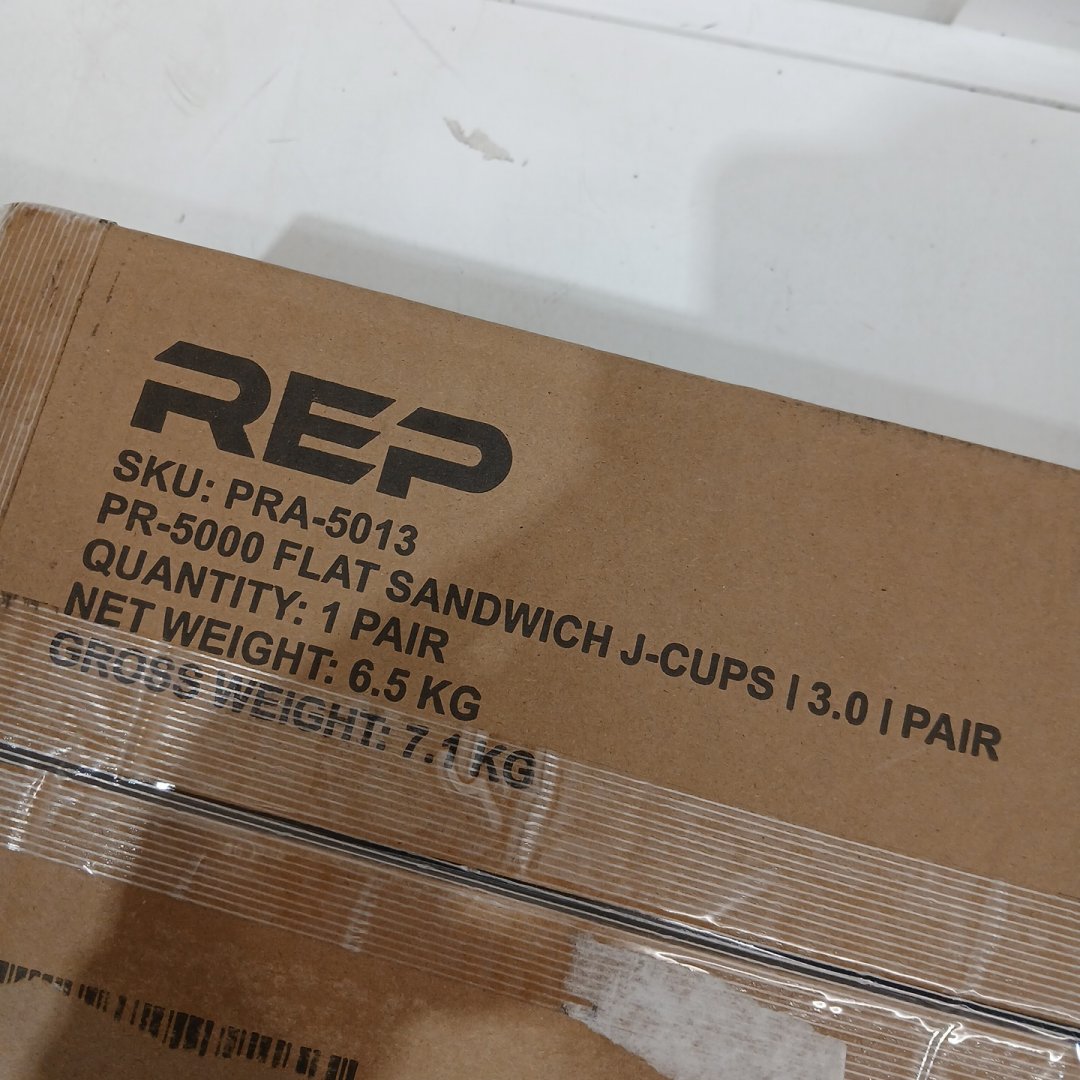 REP
SKU: PRA-5013
PR-5000 FLAT SANDWICH J-CUPS | 3.0 | PAIR
QUANTITY: 1 PAIR
NET WEIGHT: 6.5 KG
GROSS WEIGHT: 7.1 KG